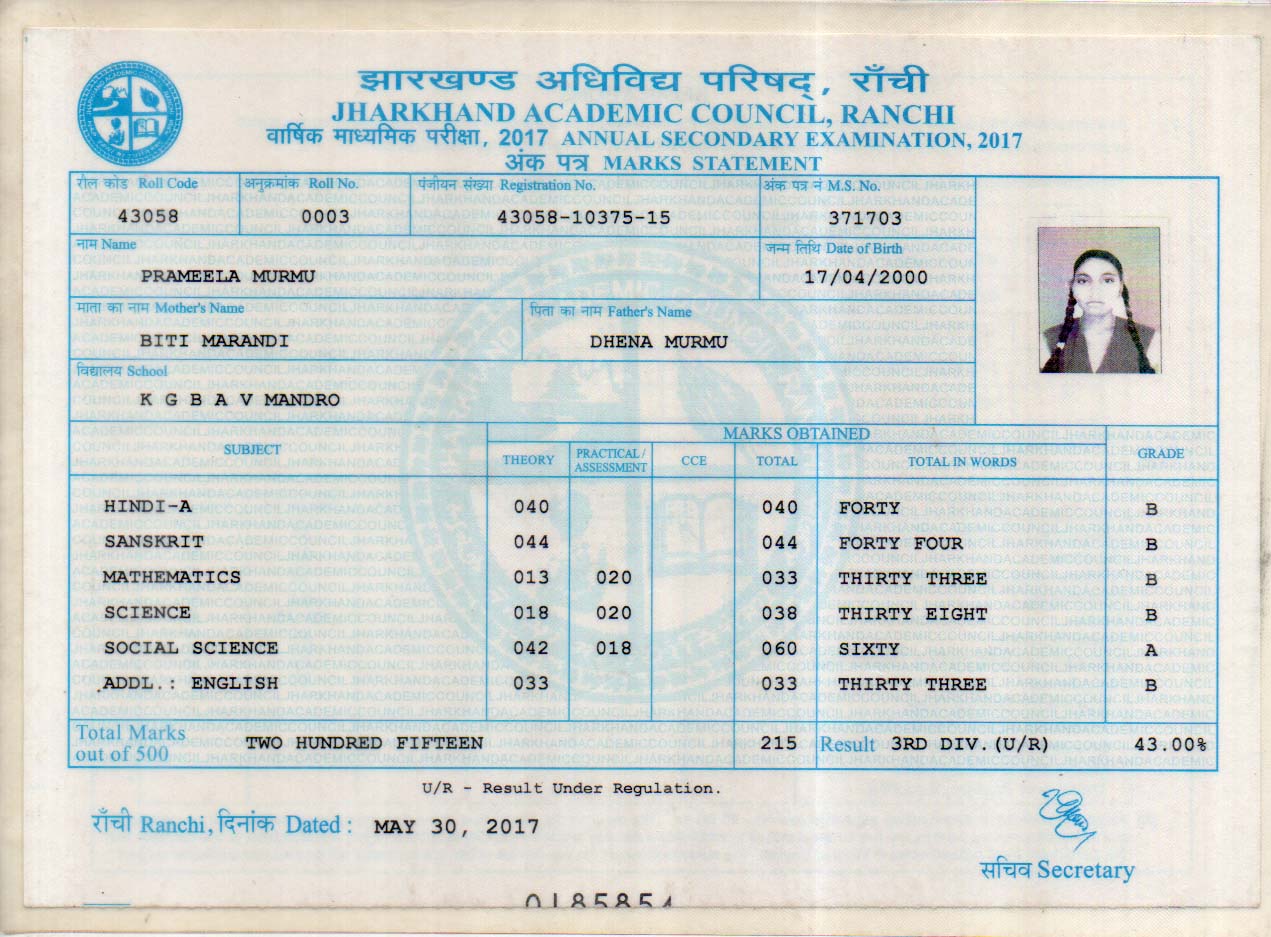 झारखण्ड अधिविद्य परिषद्, राँची
JHARKHAND ACADEMIC COUNCIL, RANCHI
वार्षिक माध्यमिक परीक्षा, 2017 ANNUAL SECONDARY EXAMINATION, 2017
अंक पत्र MARKS STATEMENT
रौल कोड Roll Code अनुक्रमांक Roll No. पंजीयन संख्या Registration No. अंक पत्र नं M.S. No.
43058 0003 43058-10375-15 371703
नाम Name जन्म तिथि Date of Birth
PRAMEELA MURMU 17/04/2000
माता का नाम Mother's Name पिता का नाम Father's Name
BITI MARANDI DHENA MURMU
विद्यालय School
K G B A V MANDRO
SUBJECT MARKS OBTAINED GRADE
THEORY PRACTICAL / ASSESSMENT CCE TOTAL TOTAL IN WORDS
HINDI-A 040 040 FORTY B
SANSKRIT 044 044 FORTY FOUR B
MATHEMATICS 013 020 033 THIRTY THREE B
SCIENCE 018 020 038 THIRTY EIGHT B
SOCIAL SCIENCE 042 018 060 SIXTY A
ADDL.: ENGLISH 033 033 THIRTY THREE B
Total Marks out of 500 TWO HUNDRED FIFTEEN 215 Result 3RD DIV.(U/R) 43.00%
U/R - Result Under Regulation.
राँची Ranchi, दिनांक Dated : MAY 30, 2017
सचिव Secretary